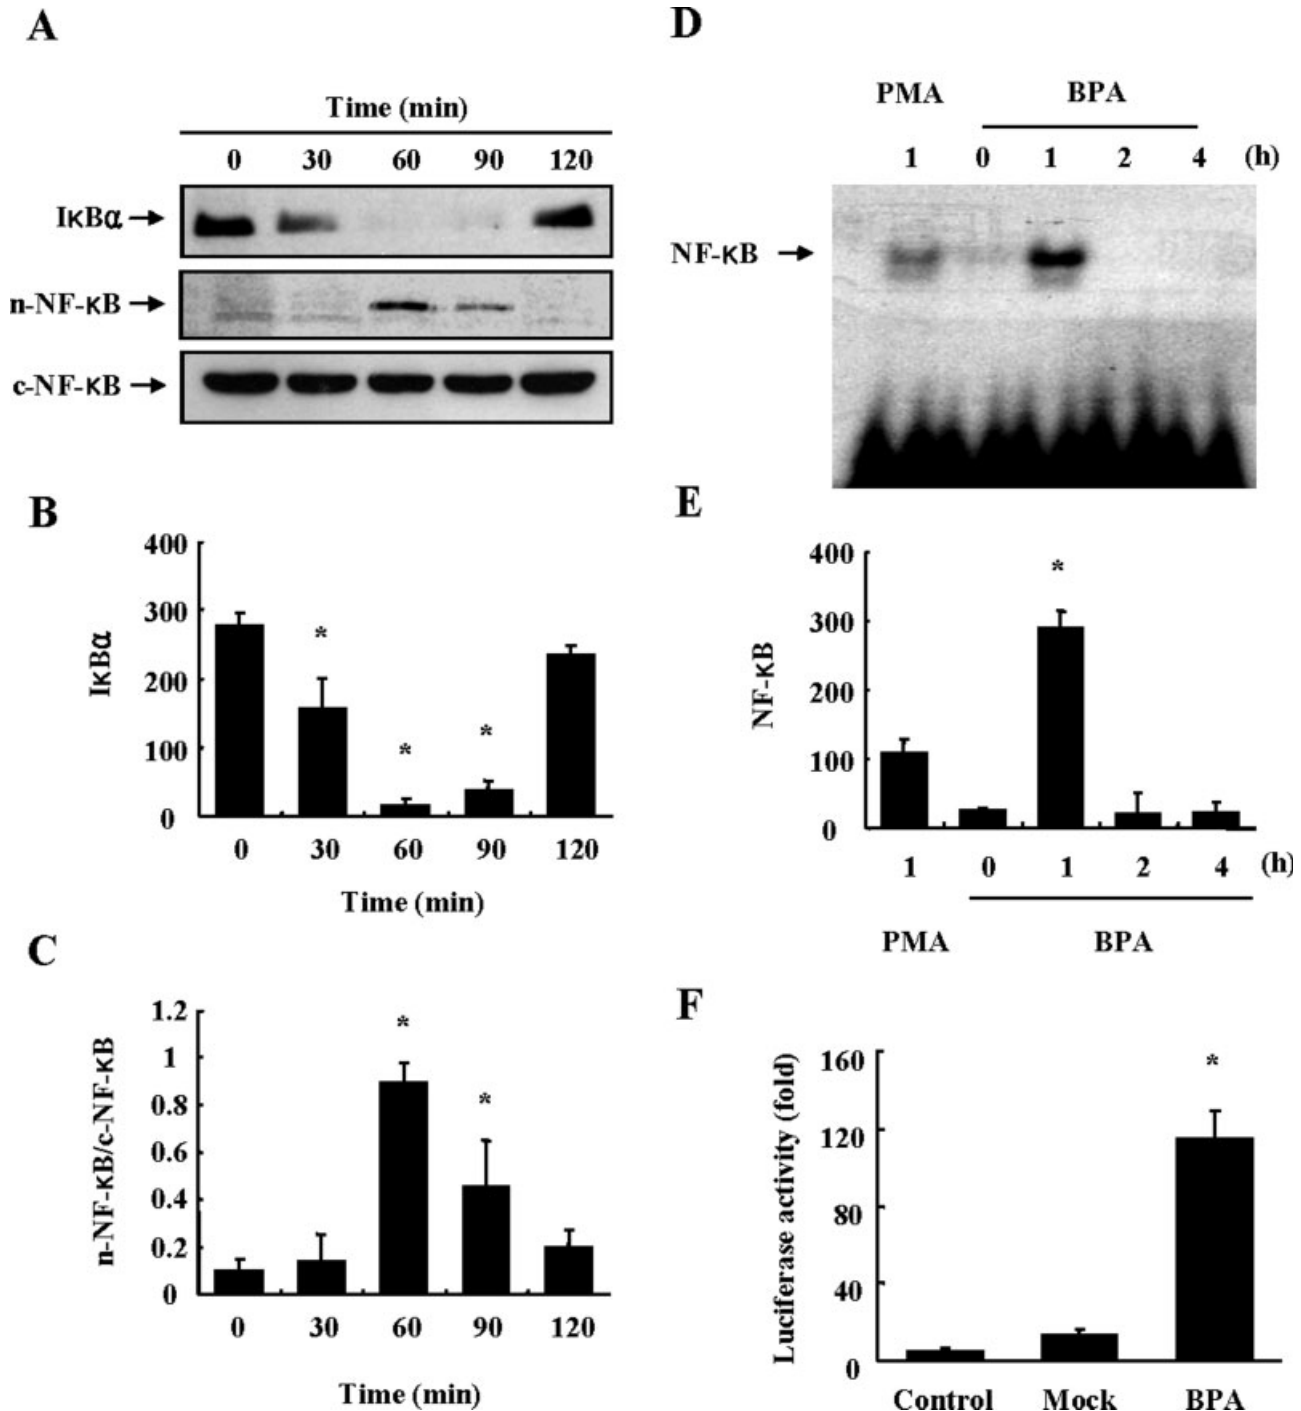 A
Time (min)
0 30 60 90 120
IκBα
n-NF-κB
c-NF-κB
B
400
300
200
100
0
IκBα
* * *
0 30 60 90 120
Time (min)
C
1.2
1
0.8
0.6
0.4
0.2
0
n-NF-κB/c-NF-κB
* *
0 30 60 90 120
Time (min)
D
PMA BPA
1 0 1 2 4 (h)
NF-κB
E
400
300
200
100
0
NF-κB
*
1 0 1 2 4 (h)
PMA BPA
F
160
120
80
40
0
Luciferase activity (fold)
*
Control Mock BPA